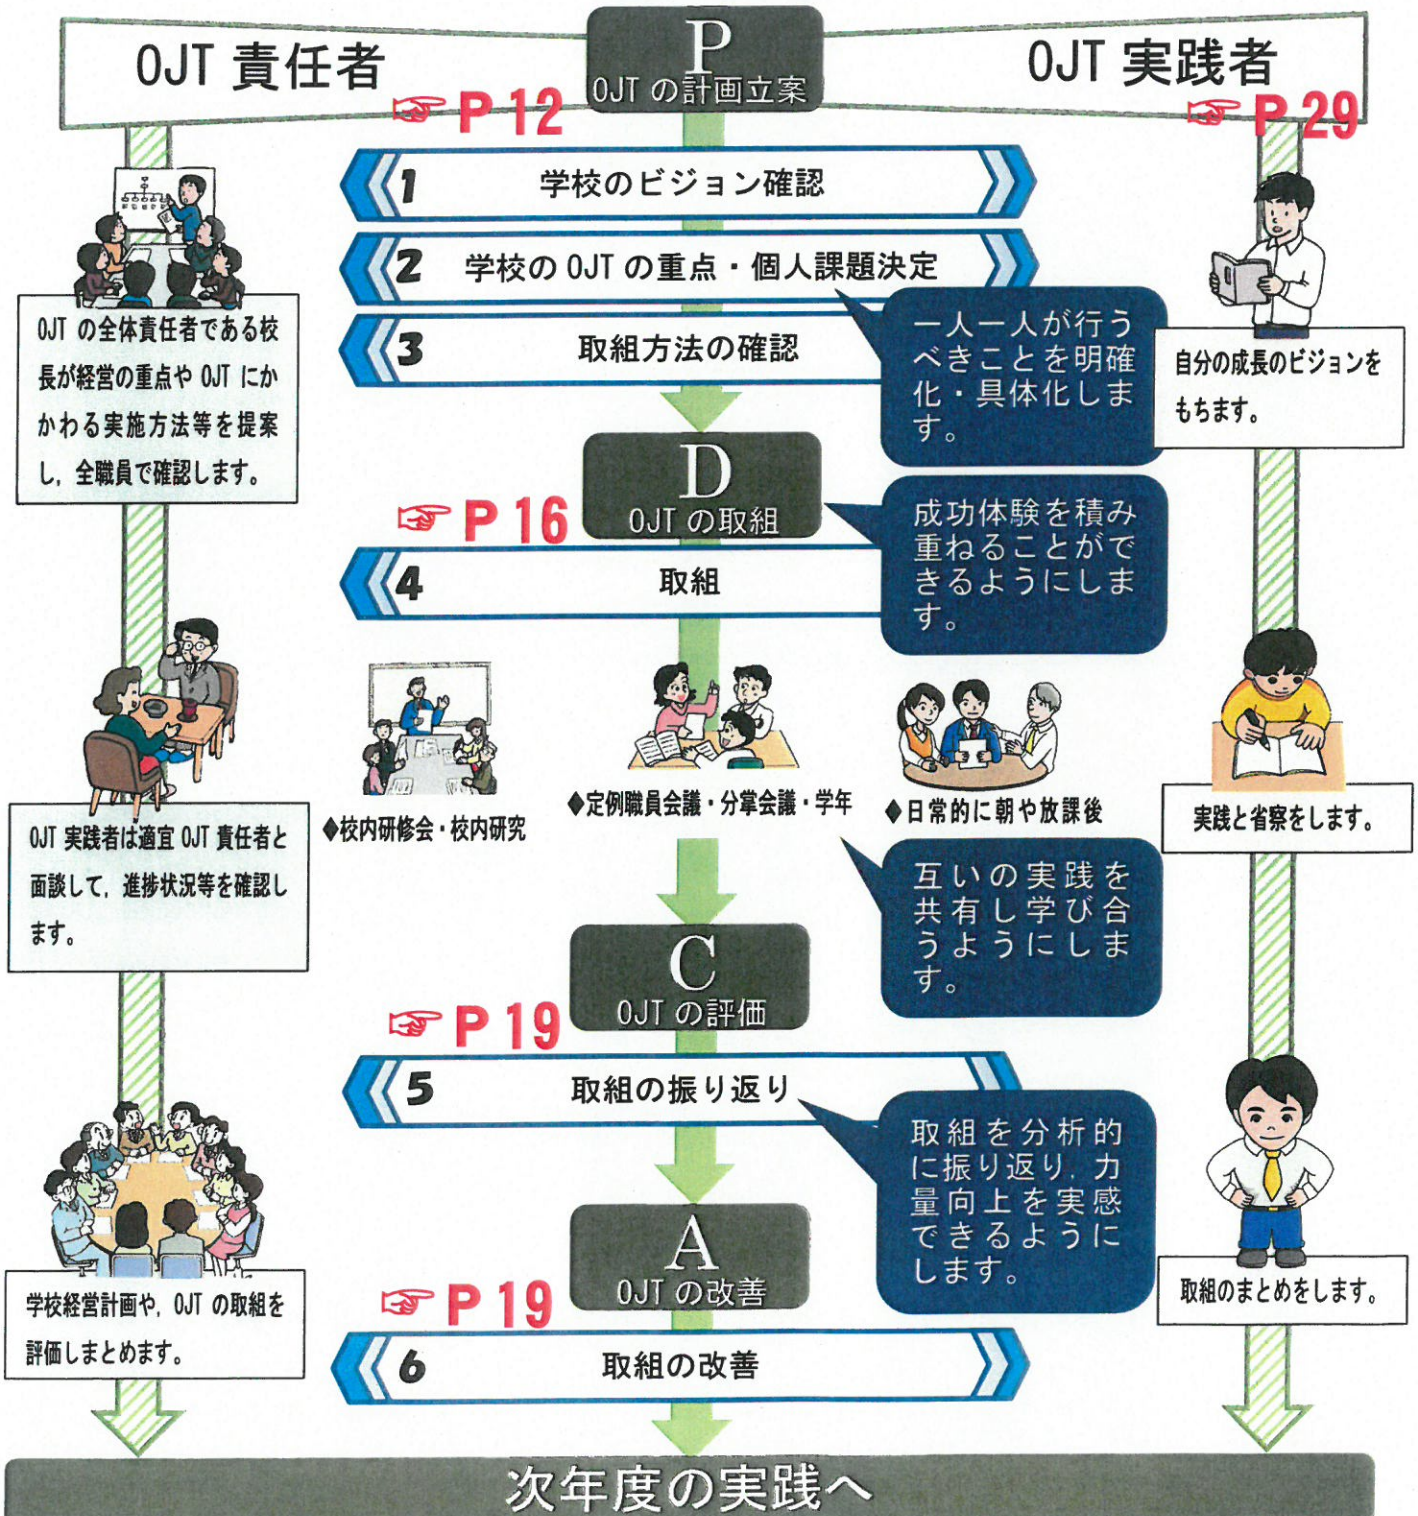 OJT 責任者
P
OJT の計画立案
OJT 実践者
☞ P 12
☞ P 29
1 学校のビジョン確認
2 学校の OJT の重点・個人課題決定
3 取組方法の確認
OJT の全体責任者である校
長が経営の重点や OJT にか
かわる実施方法等を提案
し，全職員で確認します。
一人一人が行う
べきことを明確
化・具体化しま
す。
自分の成長のビジョンを
もちます。
D
OJT の取組
☞ P 16
4 取組
成功体験を積み
重ねることがで
きるようにしま
す。
◆校内研修会・校内研究
◆定例職員会議・分掌会議・学年
◆日常的に朝や放課後
OJT 実践者は適宜 OJT 責任者と
面談して，進捗状況等を確認し
ます。
実践と省察をします。
互いの実践を
共有し学び合
うようにしま
す。
C
OJT の評価
☞ P 19
5 取組の振り返り
取組を分析的
に振り返り，力
量向上を実感
できるように
します。
A
OJT の改善
☞ P 19
6 取組の改善
学校経営計画や，OJT の取組を
評価しまとめます。
取組のまとめをします。
次年度の実践へ